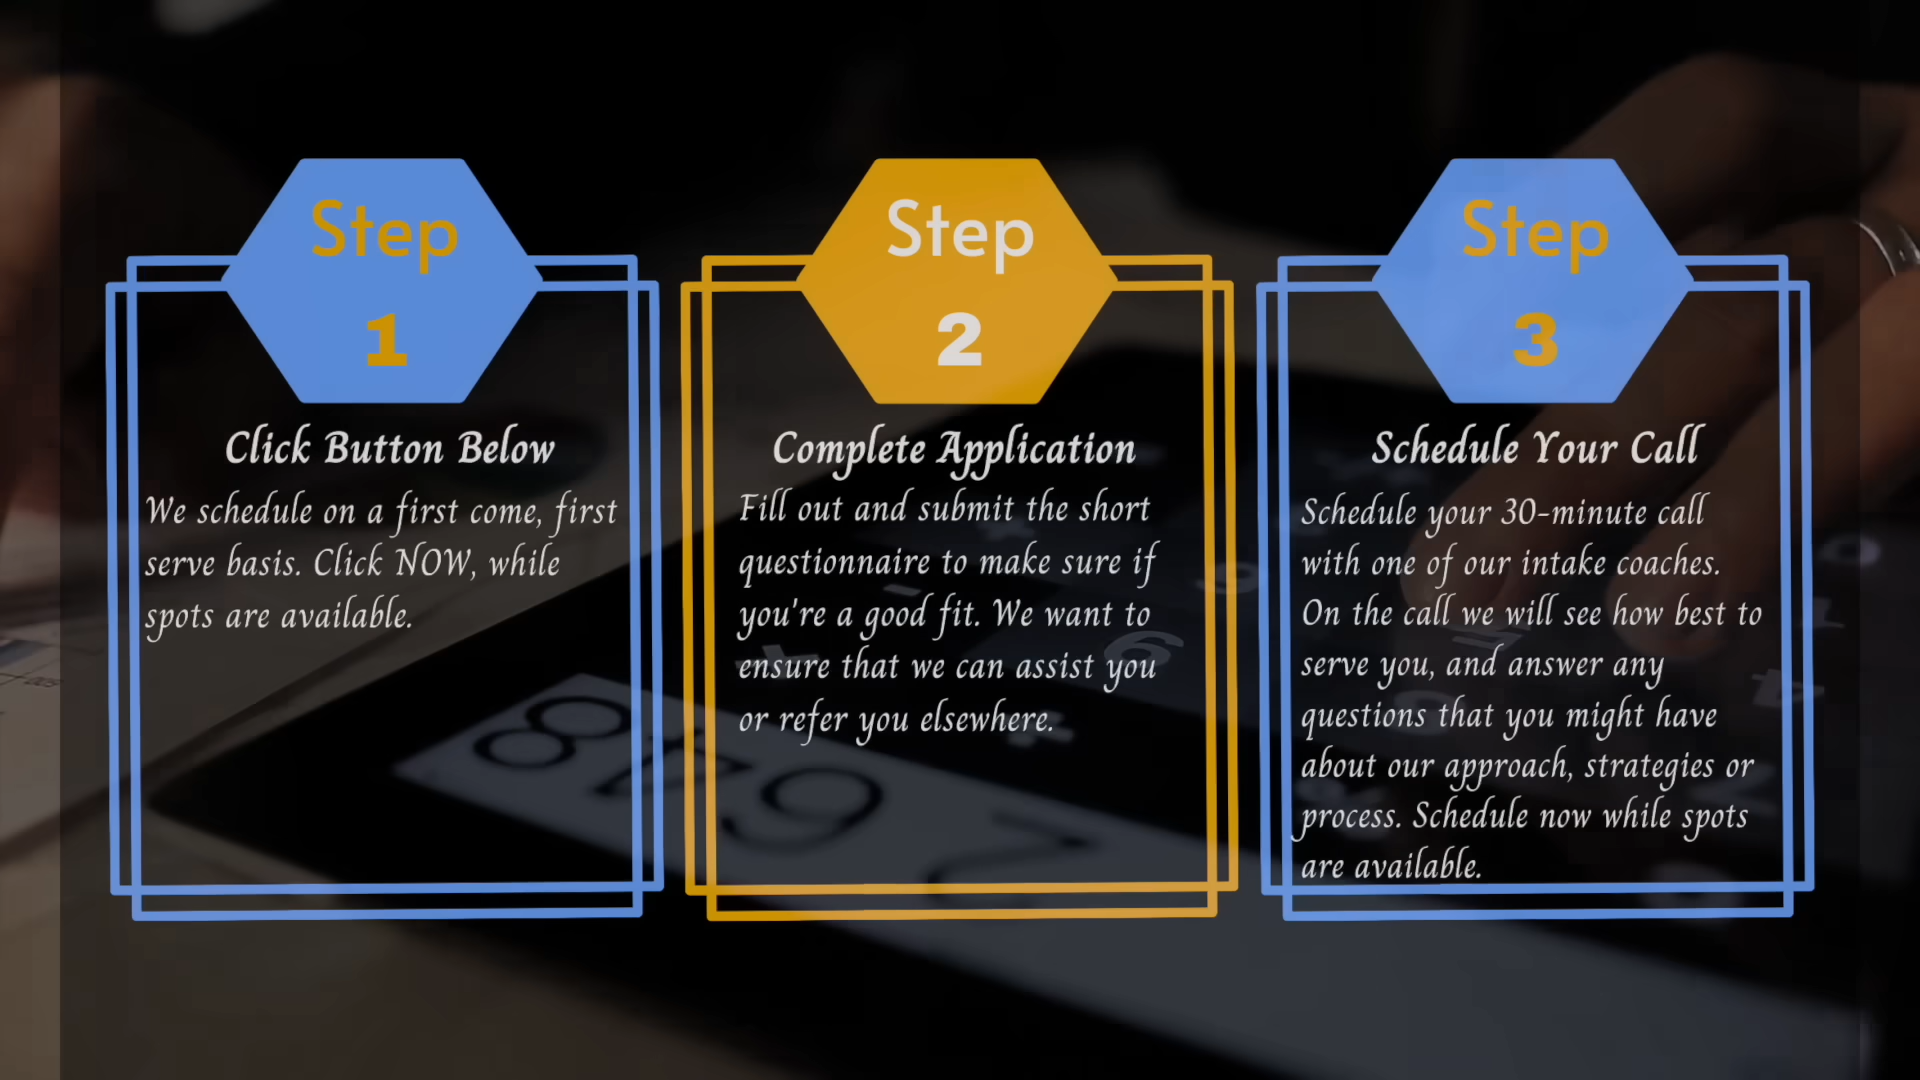 Step
1
Click Button Below
We schedule on a first come, first
serve basis. Click NOW, while
spots are available.
Step
2
Complete Application
Fill out and submit the short
questionnaire to make sure if
you're a good fit. We want to
ensure that we can assist you
or refer you elsewhere.
Step
3
Schedule Your Call
Schedule your 30-minute call
with one of our intake coaches.
On the call we will see how best to
serve you, and answer any
questions that you might have
about our approach, strategies or
process. Schedule now while spots
are available.